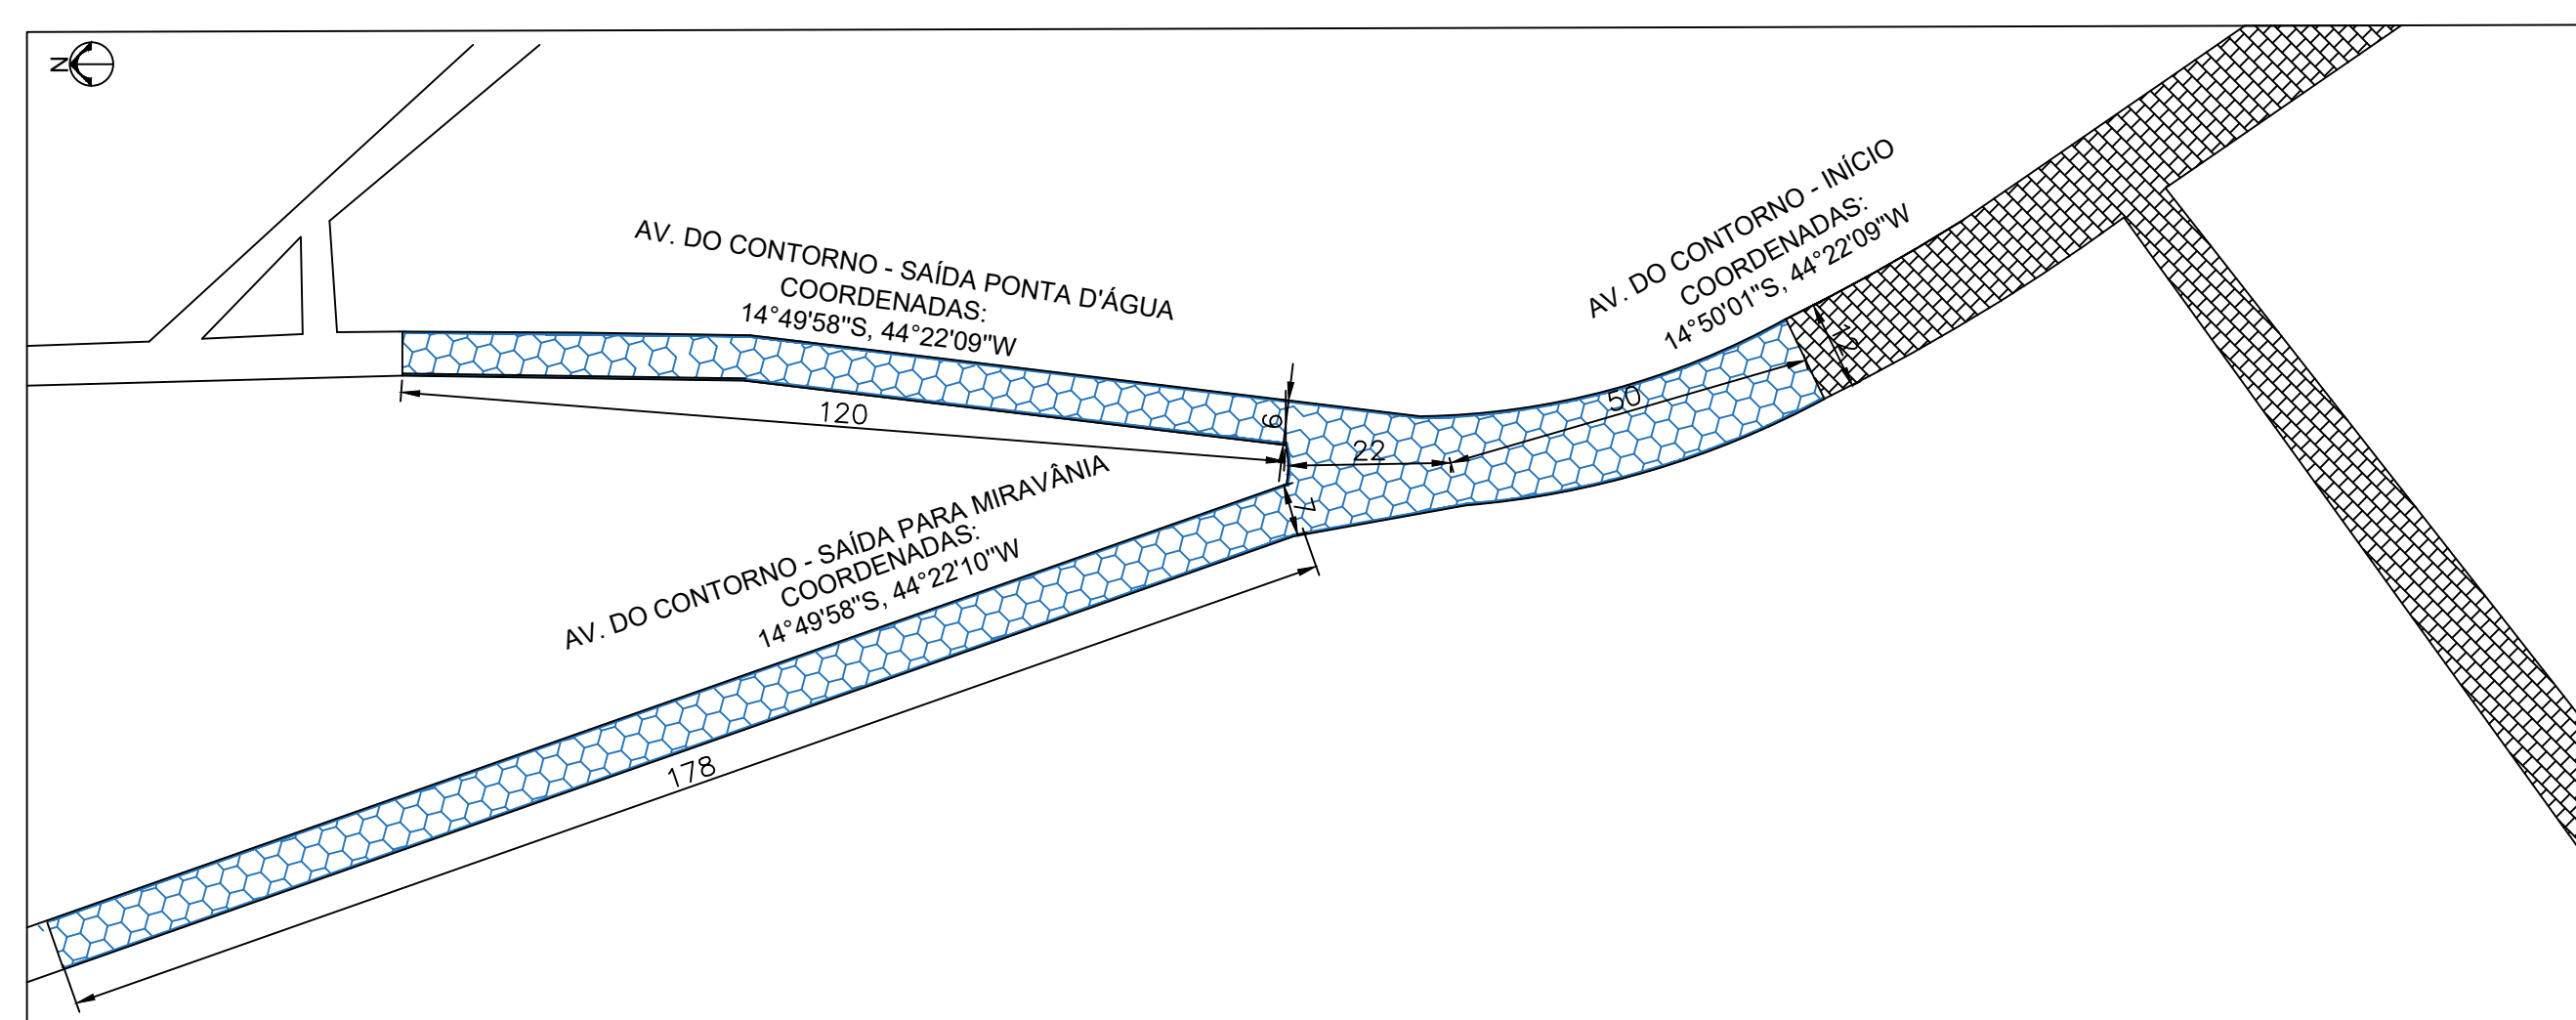 N
AV. DO CONTORNO - SAÍDA PONTA D'ÁGUA
COORDENADAS:
14°49'58"S, 44°22'09"W
AV. DO CONTORNO - INÍCIO
COORDENADAS:
14°50'01"S, 44°22'09"W
12
50
120
6
22
7
AV. DO CONTORNO - SAÍDA PARA MIRAVÂNIA
COORDENADAS:
14°49'58"S, 44°22'10"W
178